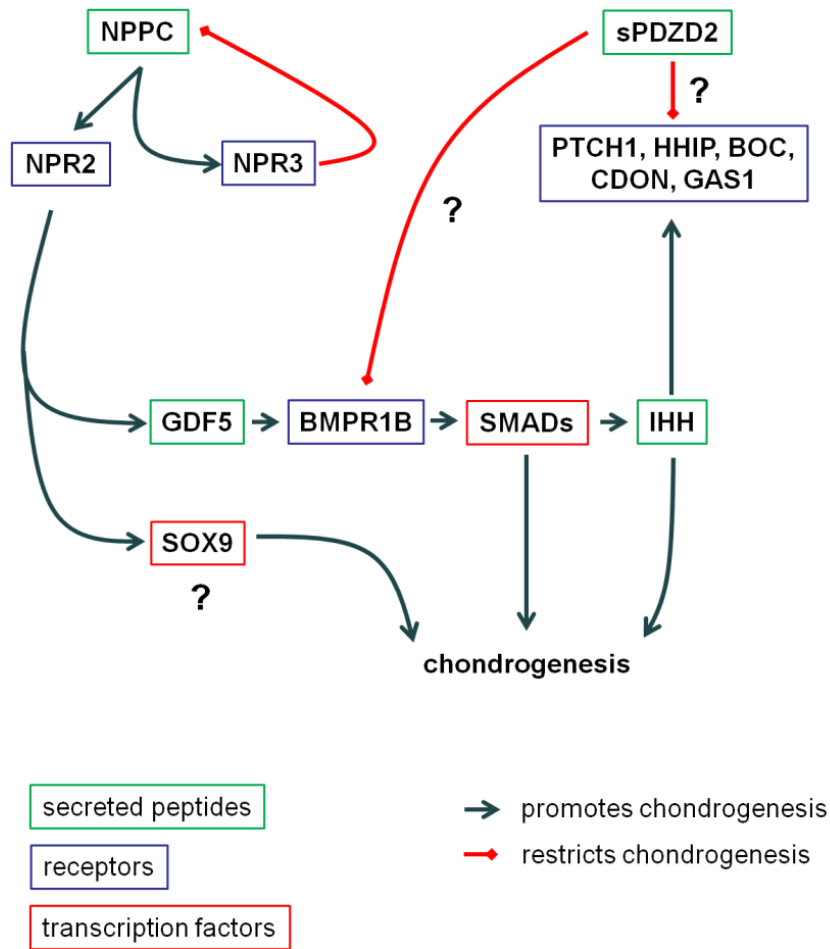 NPPC
sPDZD2
?
NPR2
NPR3
PTCH1, HHIP, BOC,
CDON, GAS1
?
GDF5
BMPR1B
SMADs
IHH
SOX9
?
chondrogenesis
secreted peptides
receptors
transcription factors
promotes chondrogenesis
restricts chondrogenesis